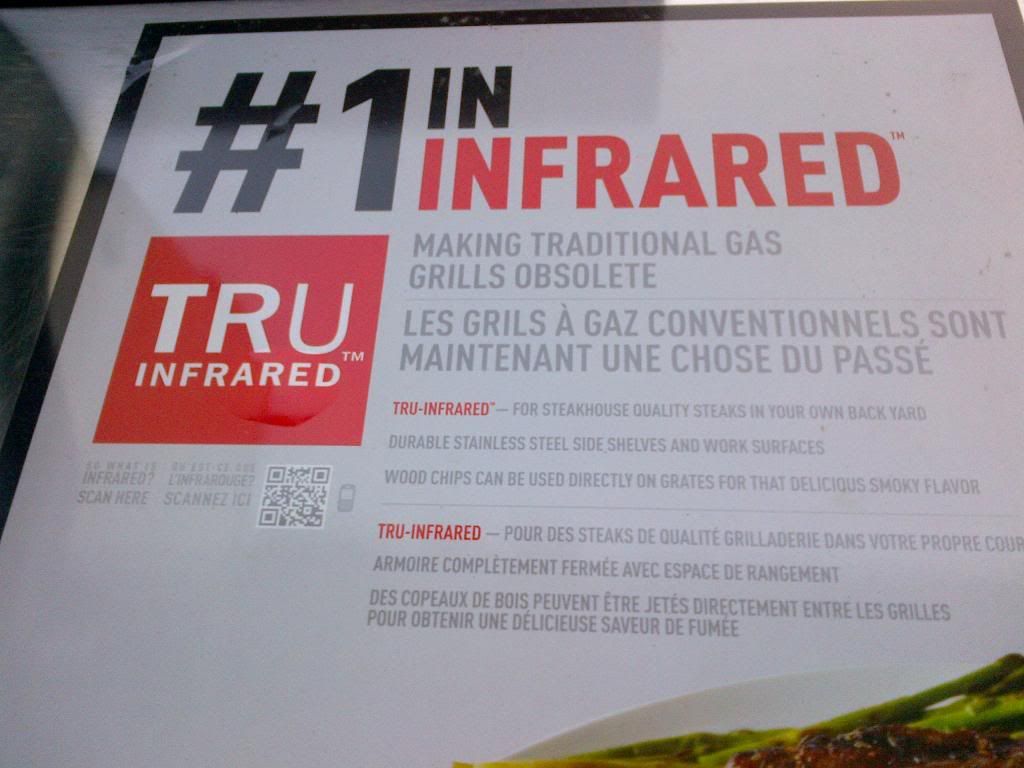 #1 IN
INFRARED™
TRU
INFRARED™
MAKING TRADITIONAL GAS
GRILLS OBSOLETE
LES GRILS À GAZ CONVENTIONNELS SONT
MAINTENANT UNE CHOSE DU PASSÉ
TRU-INFRARED™ — FOR STEAKHOUSE QUALITY STEAKS IN YOUR OWN BACK YARD
DURABLE STAINLESS STEEL SIDE SHELVES AND WORK SURFACES
WOOD CHIPS CAN BE USED DIRECTLY ON GRATES FOR THAT DELICIOUS SMOKY FLAVOR
SO WHAT IS
INFRARED?
SCAN HERE
QU'EST-CE QUE
L'INFRAROUGE?
SCANNEZ ICI
TRU-INFRARED — POUR DES STEAKS DE QUALITÉ GRILLADERIE DANS VOTRE PROPRE COUR
ARMOIRE COMPLÈTEMENT FERMÉE AVEC ESPACE DE RANGEMENT
DES COPEAUX DE BOIS PEUVENT ÊTRE JETÉS DIRECTEMENT ENTRE LES GRILLES
POUR OBTENIR UNE DÉLICIEUSE SAVEUR DE FUMÉE